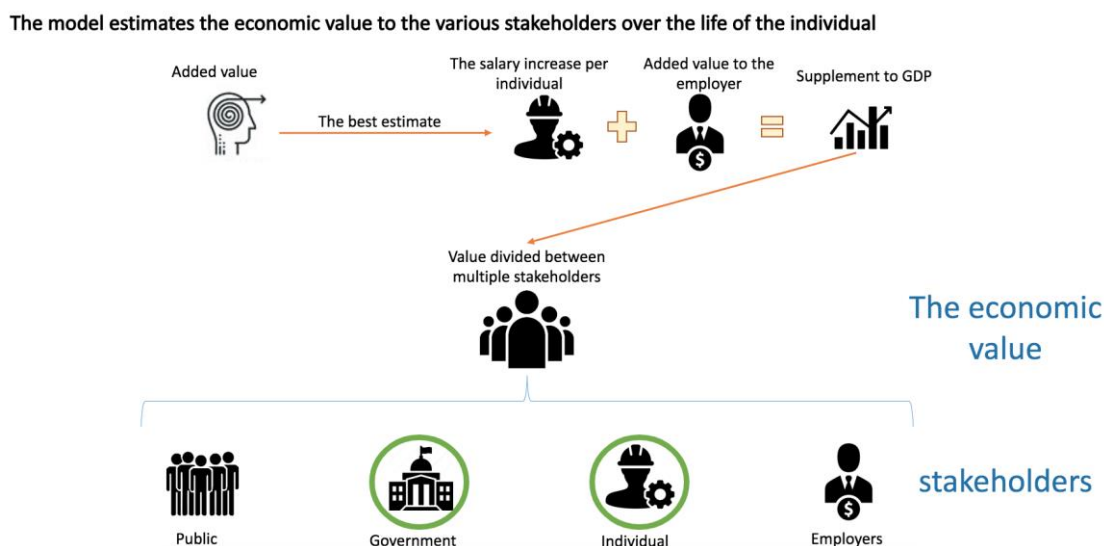 The model estimates the economic value to the various stakeholders over the life of the individual
Added value
The best estimate
The salary increase per
individual
Added value to the
employer
Supplement to GDP
$
Value divided between
multiple stakeholders
The economic
value
stakeholders
$
Public
Government
Individual
Employers